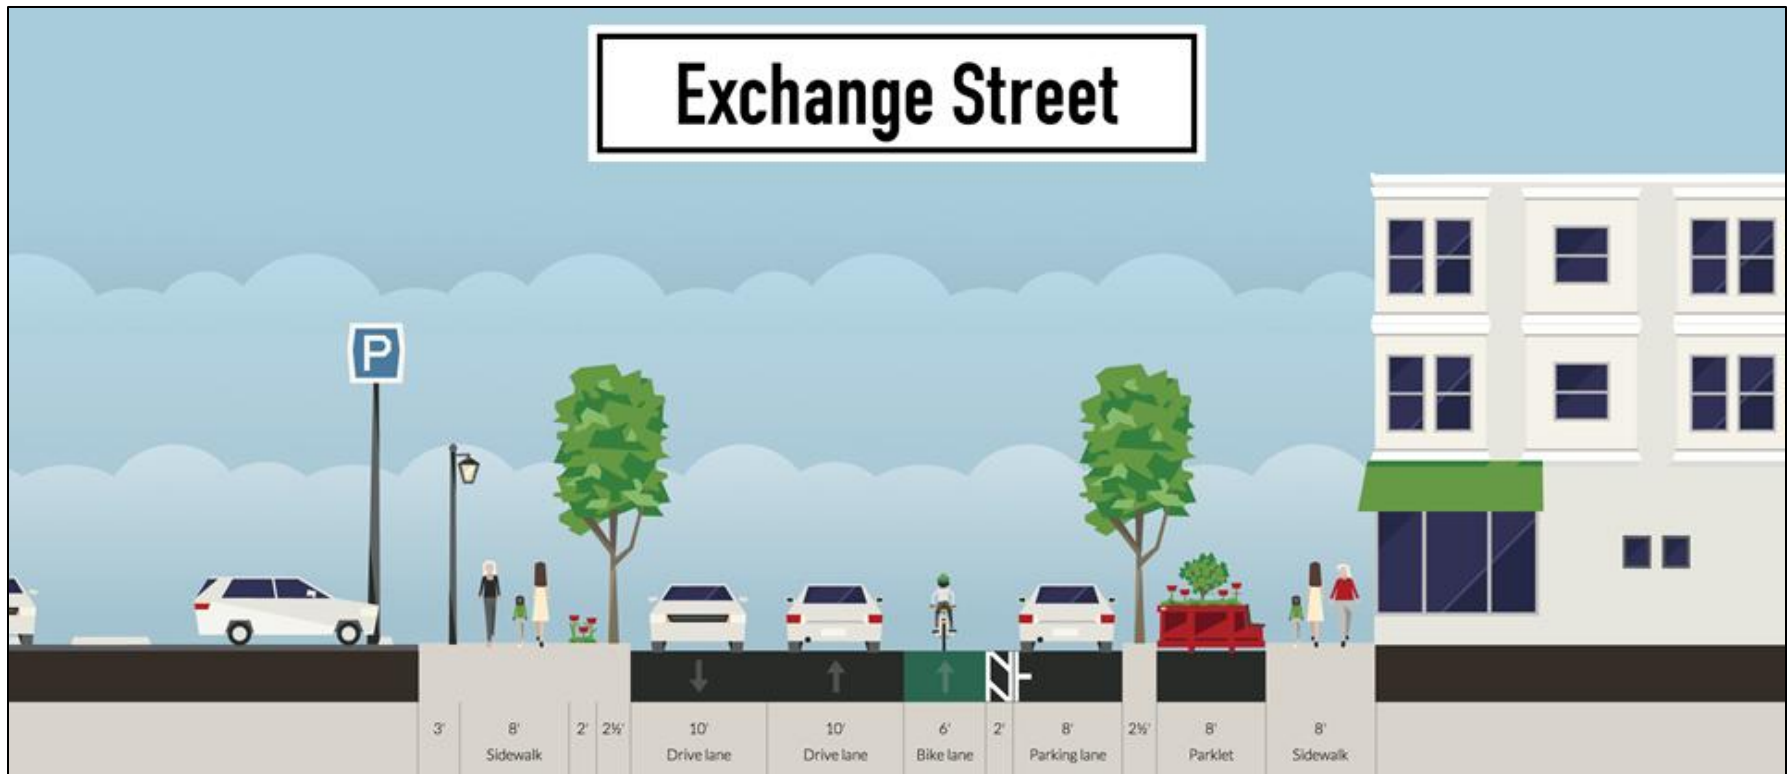 Exchange Street
P
3' 8' 2' 2½' 10' 10' 6' 2' 8' 2½' 8' 8'
Sidewalk Drive lane Drive lane Bike lane Parking lane Parklet Sidewalk